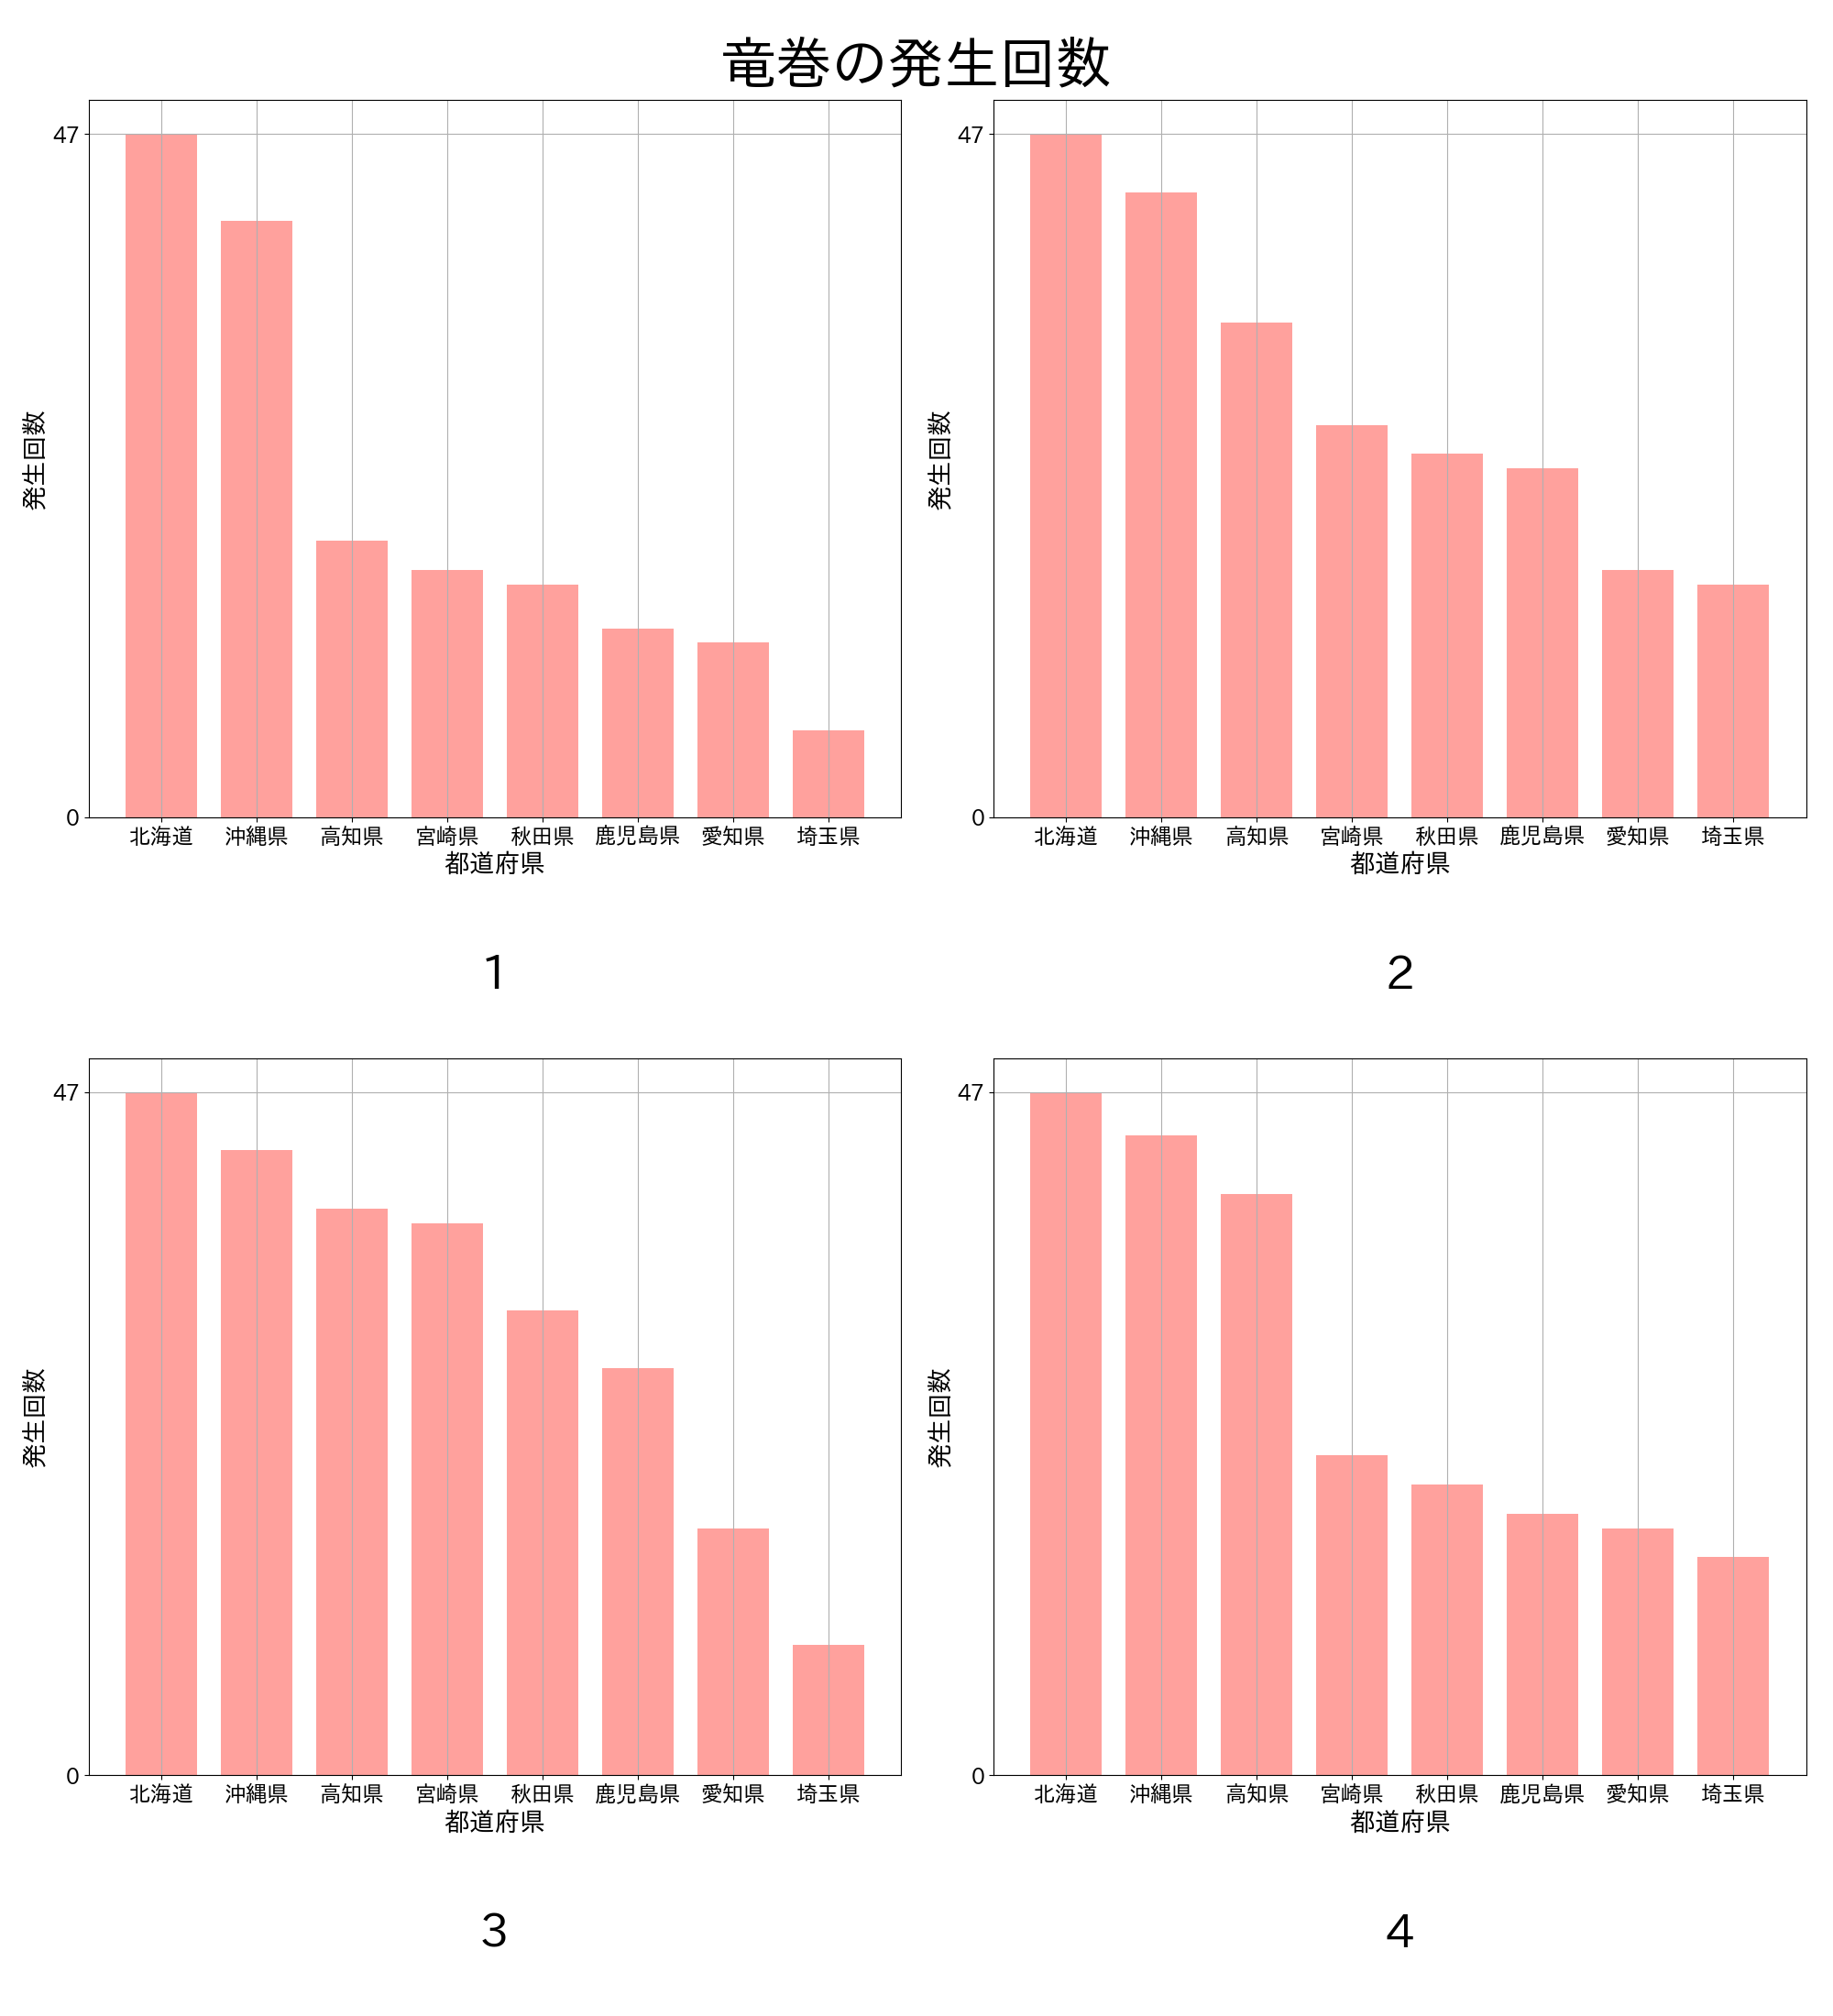 竜巻の発生回数
47
0
発生回数
北海道 沖縄県 高知県 宮崎県 秋田県 鹿児島県 愛知県 埼玉県
都道府県
1
47
0
発生回数
北海道 沖縄県 高知県 宮崎県 秋田県 鹿児島県 愛知県 埼玉県
都道府県
2
47
0
発生回数
北海道 沖縄県 高知県 宮崎県 秋田県 鹿児島県 愛知県 埼玉県
都道府県
3
47
0
発生回数
北海道 沖縄県 高知県 宮崎県 秋田県 鹿児島県 愛知県 埼玉県
都道府県
4